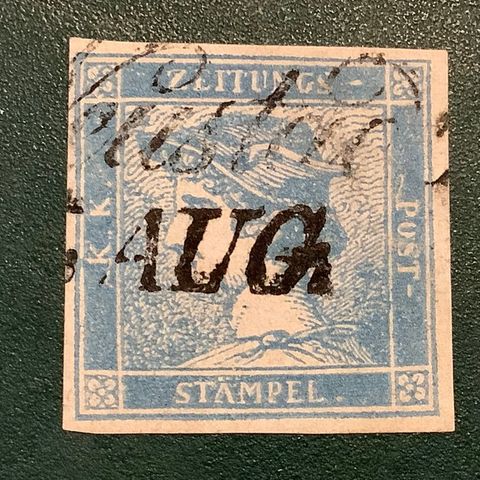 ZEITUNGS-
K.K.
POST-
AUG
STÄMPEL.